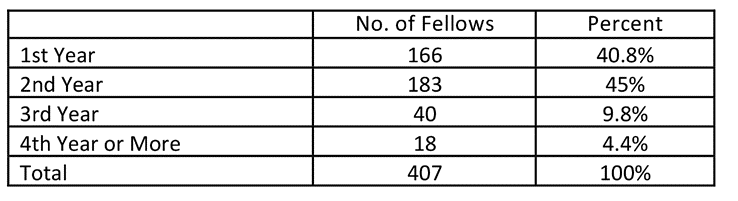 No. of Fellows Percent
1st Year 166 40.8%
2nd Year 183 45%
3rd Year 40 9.8%
4th Year or More 18 4.4%
Total 407 100%